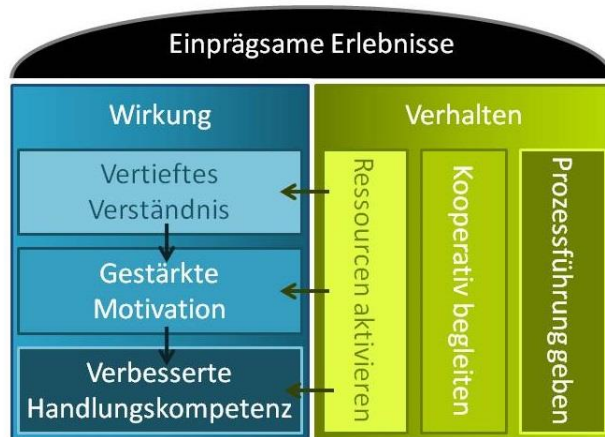 Einprägsame Erlebnisse
Wirkung
Vertieftes
Verständnis
Gestärkte
Motivation
Verbesserte
Handlungskompetenz
Verhalten
Ressourcen aktivieren
Kooperativ begleiten
Prozessführung geben